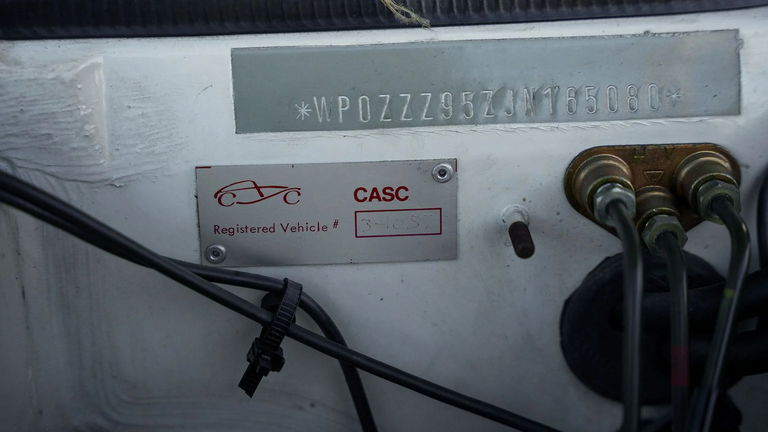 *WP0ZZZ95ZJN165080*
CASC
Registered Vehicle #